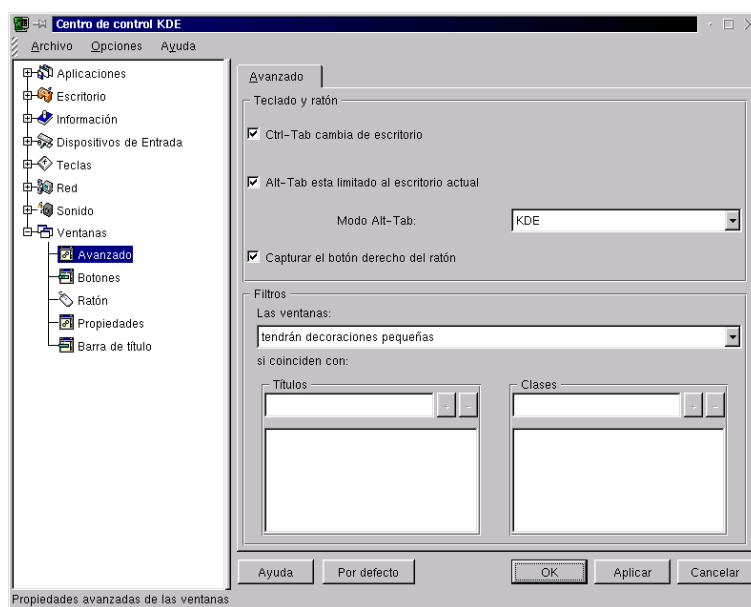 Centro de control KDE
Archivo Opciones Ayuda
Aplicaciones
Escritorio
Información
Dispositivos de Entrada
Teclas
Red
Sonido
Ventanas
Avanzado
Botones
Ratón
Propiedades
Barra de título
Avanzado
Teclado y ratón
Ctrl-Tab cambia de escritorio
Alt-Tab esta limitado al escritorio actual
Modo Alt-Tab: KDE
Capturar el botón derecho del ratón
Filtros
Las ventanas:
tendrán decoraciones pequeñas
si coinciden con:
Títulos Clases
+ - + -
Ayuda Por defecto OK Aplicar Cancelar
Propiedades avanzadas de las ventanas